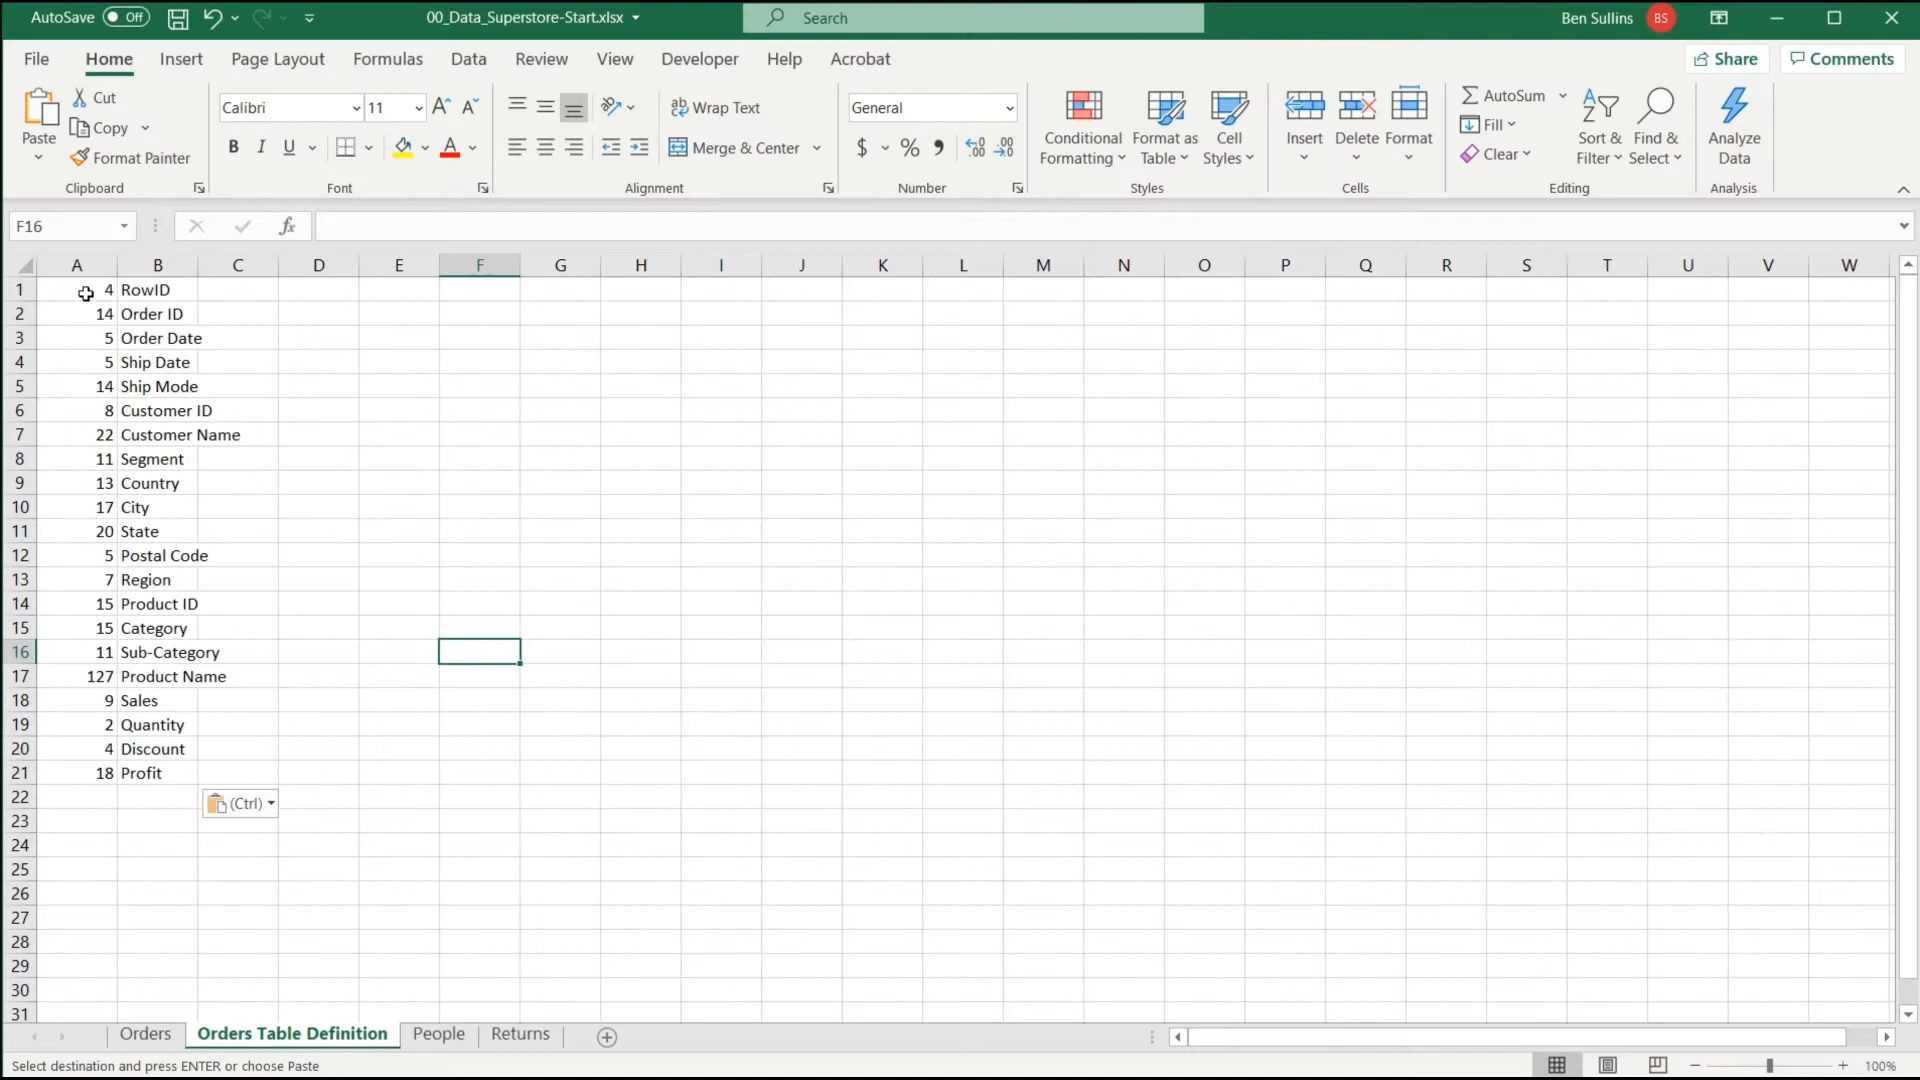 AutoSave Off 00_Data_Superstore-Start.xlsx Search Ben Sullins BS
File Home Insert Page Layout Formulas Data Review View Developer Help Acrobat Share Comments
Paste
Cut
Copy
Format Painter
Clipboard
Calibri 11
A A
B I U A
Font
ab Wrap Text
Merge & Center
Alignment
General
$ % 9
Number
Conditional Formatting
Format as Table
Cell Styles
Styles
Insert Delete Format
Cells
AutoSum
Fill
Clear
Sort & Filter
Find & Select
Editing
Analyze Data
Analysis
F16 fx
A B C D E F G H I J K L M N O P Q R S T U V W
1 4 RowID
2 14 Order ID
3 5 Order Date
4 5 Ship Date
5 14 Ship Mode
6 8 Customer ID
7 22 Customer Name
8 11 Segment
9 13 Country
10 17 City
11 20 State
12 5 Postal Code
13 7 Region
14 15 Product ID
15 15 Category
16 11 Sub-Category
17 127 Product Name
18 9 Sales
19 2 Quantity
20 4 Discount
21 18 Profit
22 (Ctrl)
23
24
25
26
27
28
29
30
31
Orders Orders Table Definition People Returns
Select destination and press ENTER or choose Paste 100%